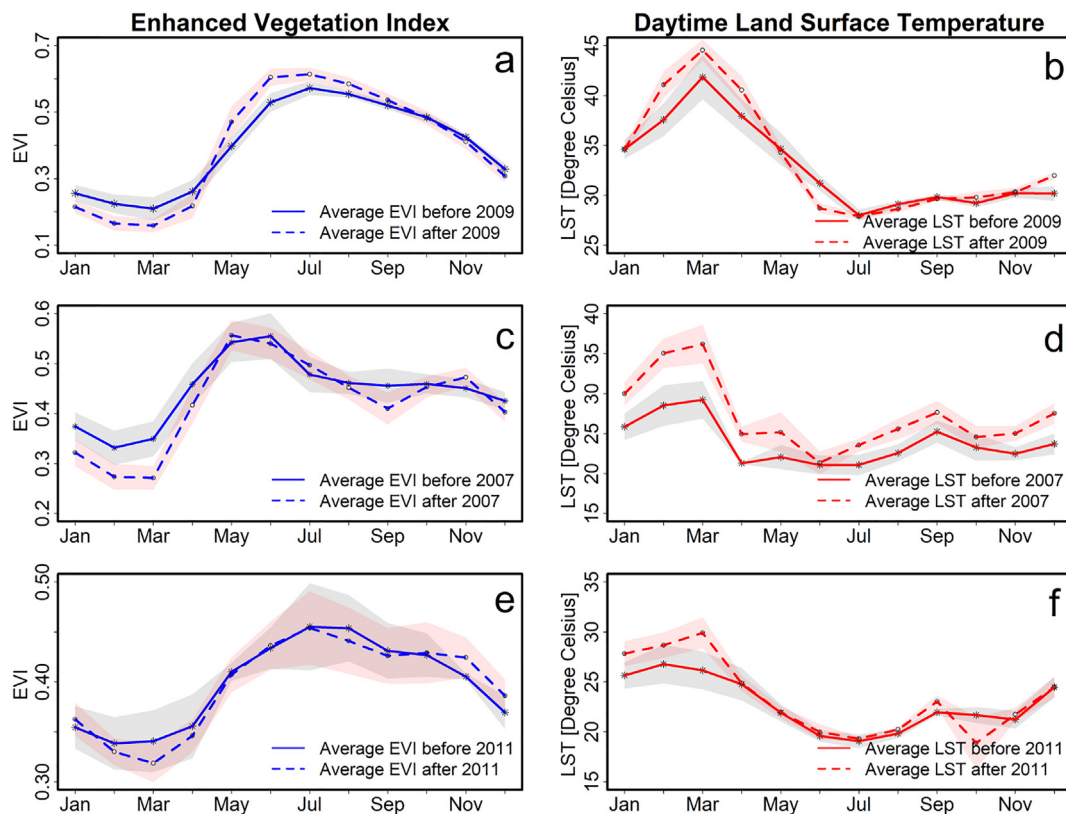 Enhanced Vegetation Index
Daytime Land Surface Temperature
a
EVI
0.7
0.5
0.3
0.1
Average EVI before 2009
Average EVI after 2009
Jan Mar May Jul Sep Nov
b
LST [Degree Celsius]
45
40
35
30
25
Average LST before 2009
Average LST after 2009
Jan Mar May Jul Sep Nov
c
EVI
0.6
0.5
0.4
0.3
0.2
Average EVI before 2007
Average EVI after 2007
Jan Mar May Jul Sep Nov
d
LST [Degree Celsius]
40
35
30
25
20
15
Average LST before 2007
Average LST after 2007
Jan Mar May Jul Sep Nov
e
EVI
0.50
0.40
0.30
Average EVI before 2011
Average EVI after 2011
Jan Mar May Jul Sep Nov
f
LST [Degree Celsius]
35
30
25
20
15
Average LST before 2011
Average LST after 2011
Jan Mar May Jul Sep Nov